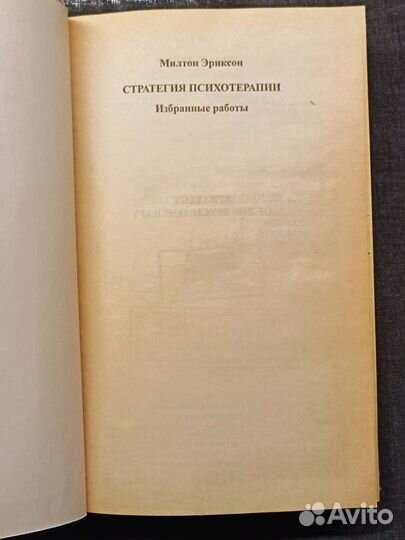 Милтон Эриксон
СТРАТЕГИЯ ПСИХОТЕРАПИИ
Избранные работы
Avito